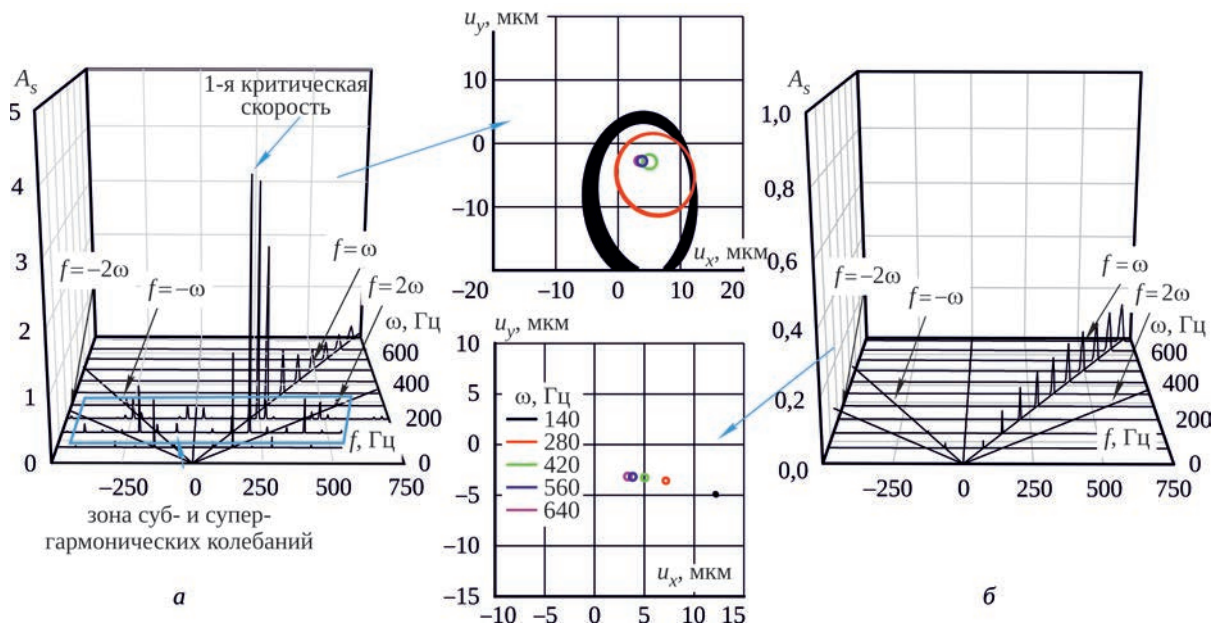 A_s
5
4
3
2
1
0
1-я критическая
скорость
f = −2ω
f = −ω
f = ω
f = 2ω
ω, Гц
600
400
200
0
f, Гц
−250
0
250
500
750
зона суб- и супер-
гармонических колебаний
а
u_y, мкм
20
10
0
−10
−20
−10
0
10
20
u_x, мкм
u_y, мкм
10
5
0
−5
−10
−15
ω, Гц
140
280
420
560
640
u_x, мкм
−10
−5
0
5
10
15
A_s
1,0
0,8
0,6
0,4
0,2
0,0
f = −2ω
f = −ω
f = ω
f = 2ω
ω, Гц
600
400
200
0
f, Гц
−250
0
250
500
750
б